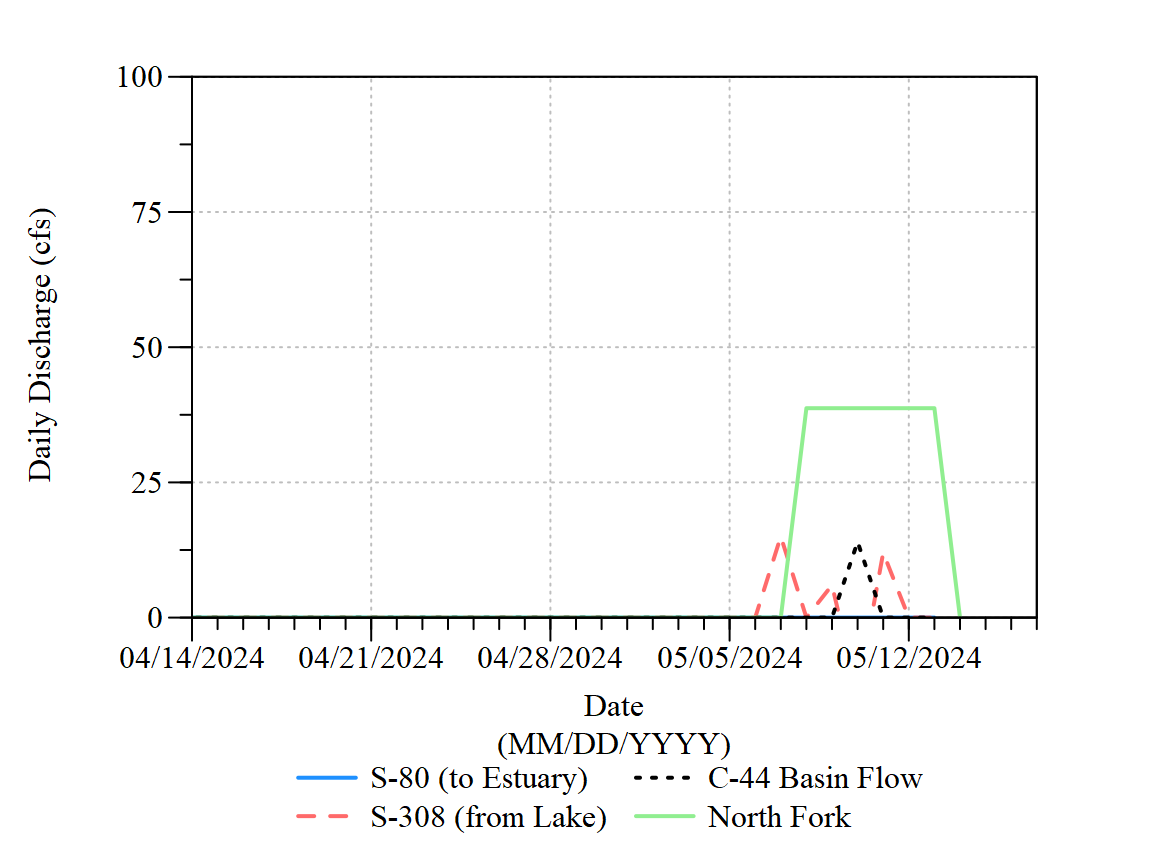 100
75
50
25
0
Daily Discharge (cfs)
04/14/2024 04/21/2024 04/28/2024 05/05/2024 05/12/2024
Date
(MM/DD/YYYY)
S-80 (to Estuary) C-44 Basin Flow
S-308 (from Lake) North Fork